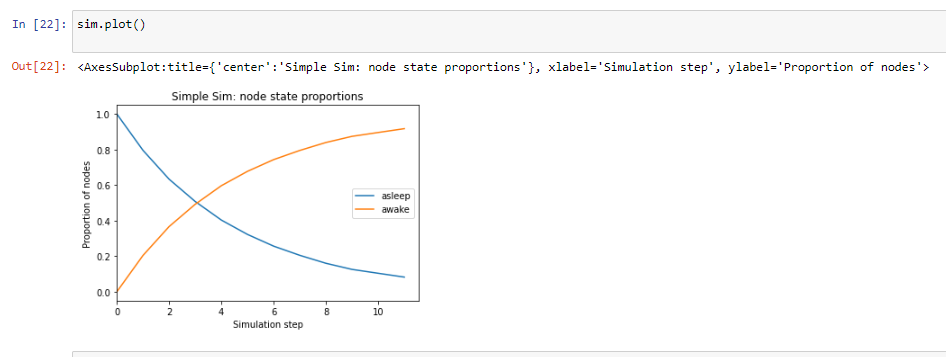 In [22]: sim.plot()
Out[22]: <AxesSubplot:title={'center':'Simple Sim: node state proportions'}, xlabel='Simulation step', ylabel='Proportion of nodes'>
Simple Sim: node state proportions
Proportion of nodes
1.0
0.8
0.6
0.4
0.2
0.0
asleep
awake
0 2 4 6 8 10
Simulation step